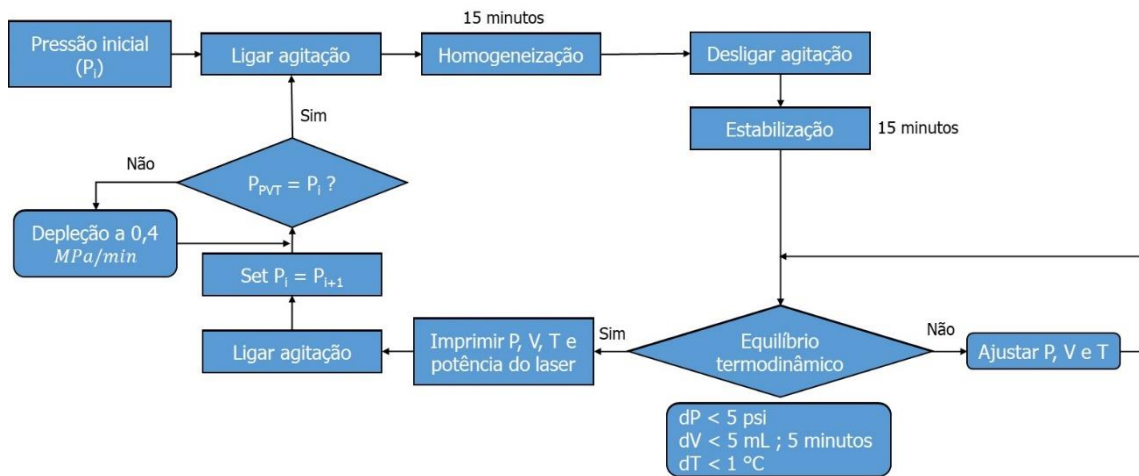 15 minutos
Pressão inicial
(Pi)
Ligar agitação
Homogeneização
Desligar agitação
Estabilização
15 minutos
Sim
Não
PPVT = Pi ?
Depleção a 0,4
MPa/min
Set Pi = Pi+1
Ligar agitação
Imprimir P, V, T e
potência do laser
Sim
Equilíbrio
termodinâmico
Não
Ajustar P, V e T
dP < 5 psi
dV < 5 mL ; 5 minutos
dT < 1 °C